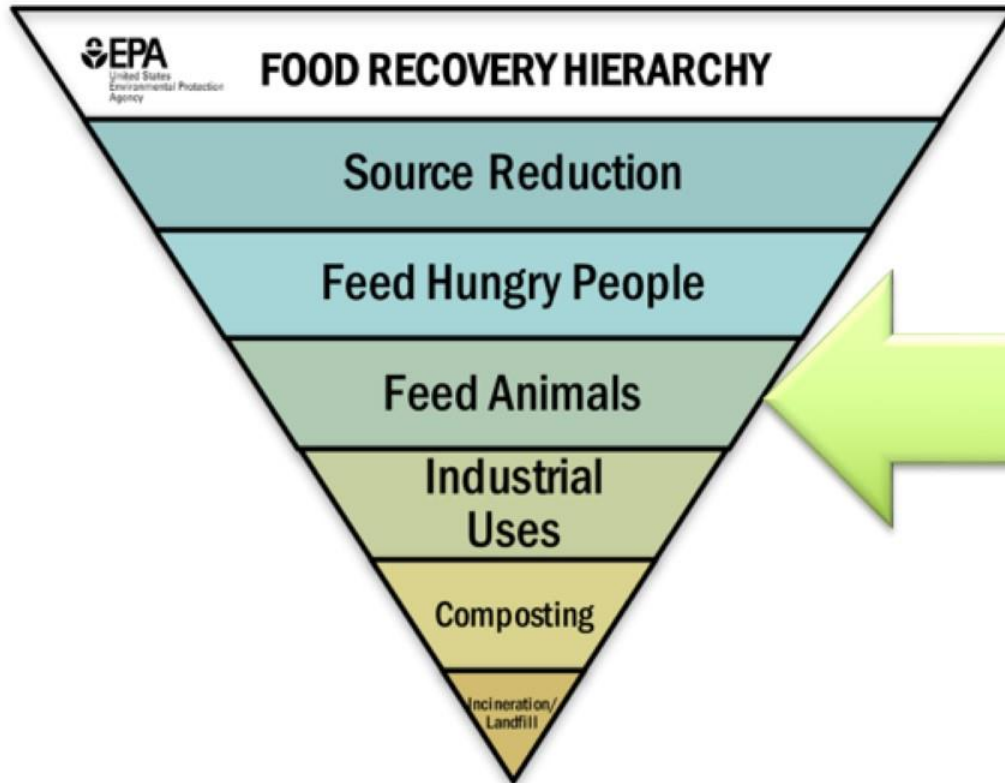 EPA
United States
Environmental Protection
Agency
FOOD RECOVERY HIERARCHY
Source Reduction
Feed Hungry People
Feed Animals
Industrial
Uses
Composting
Incineration/
Landfill